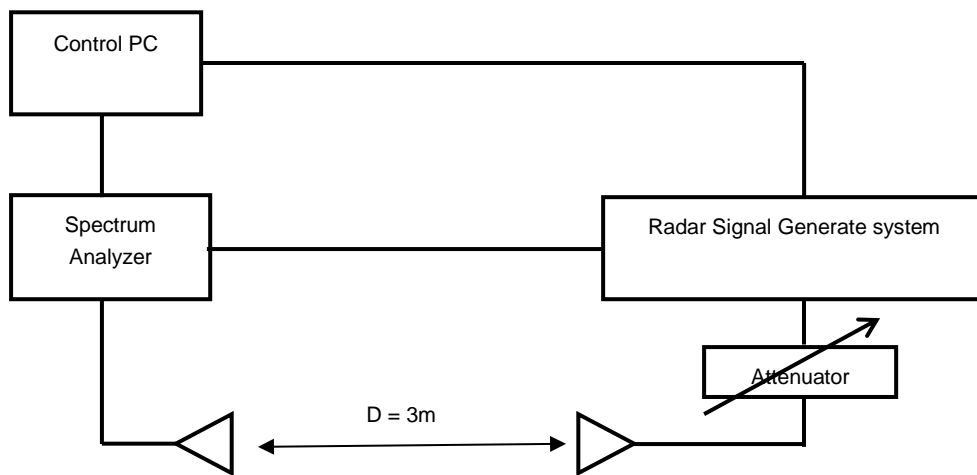 Control PC
Spectrum
Analyzer
Radar Signal Generate system
Attenuator
D = 3m